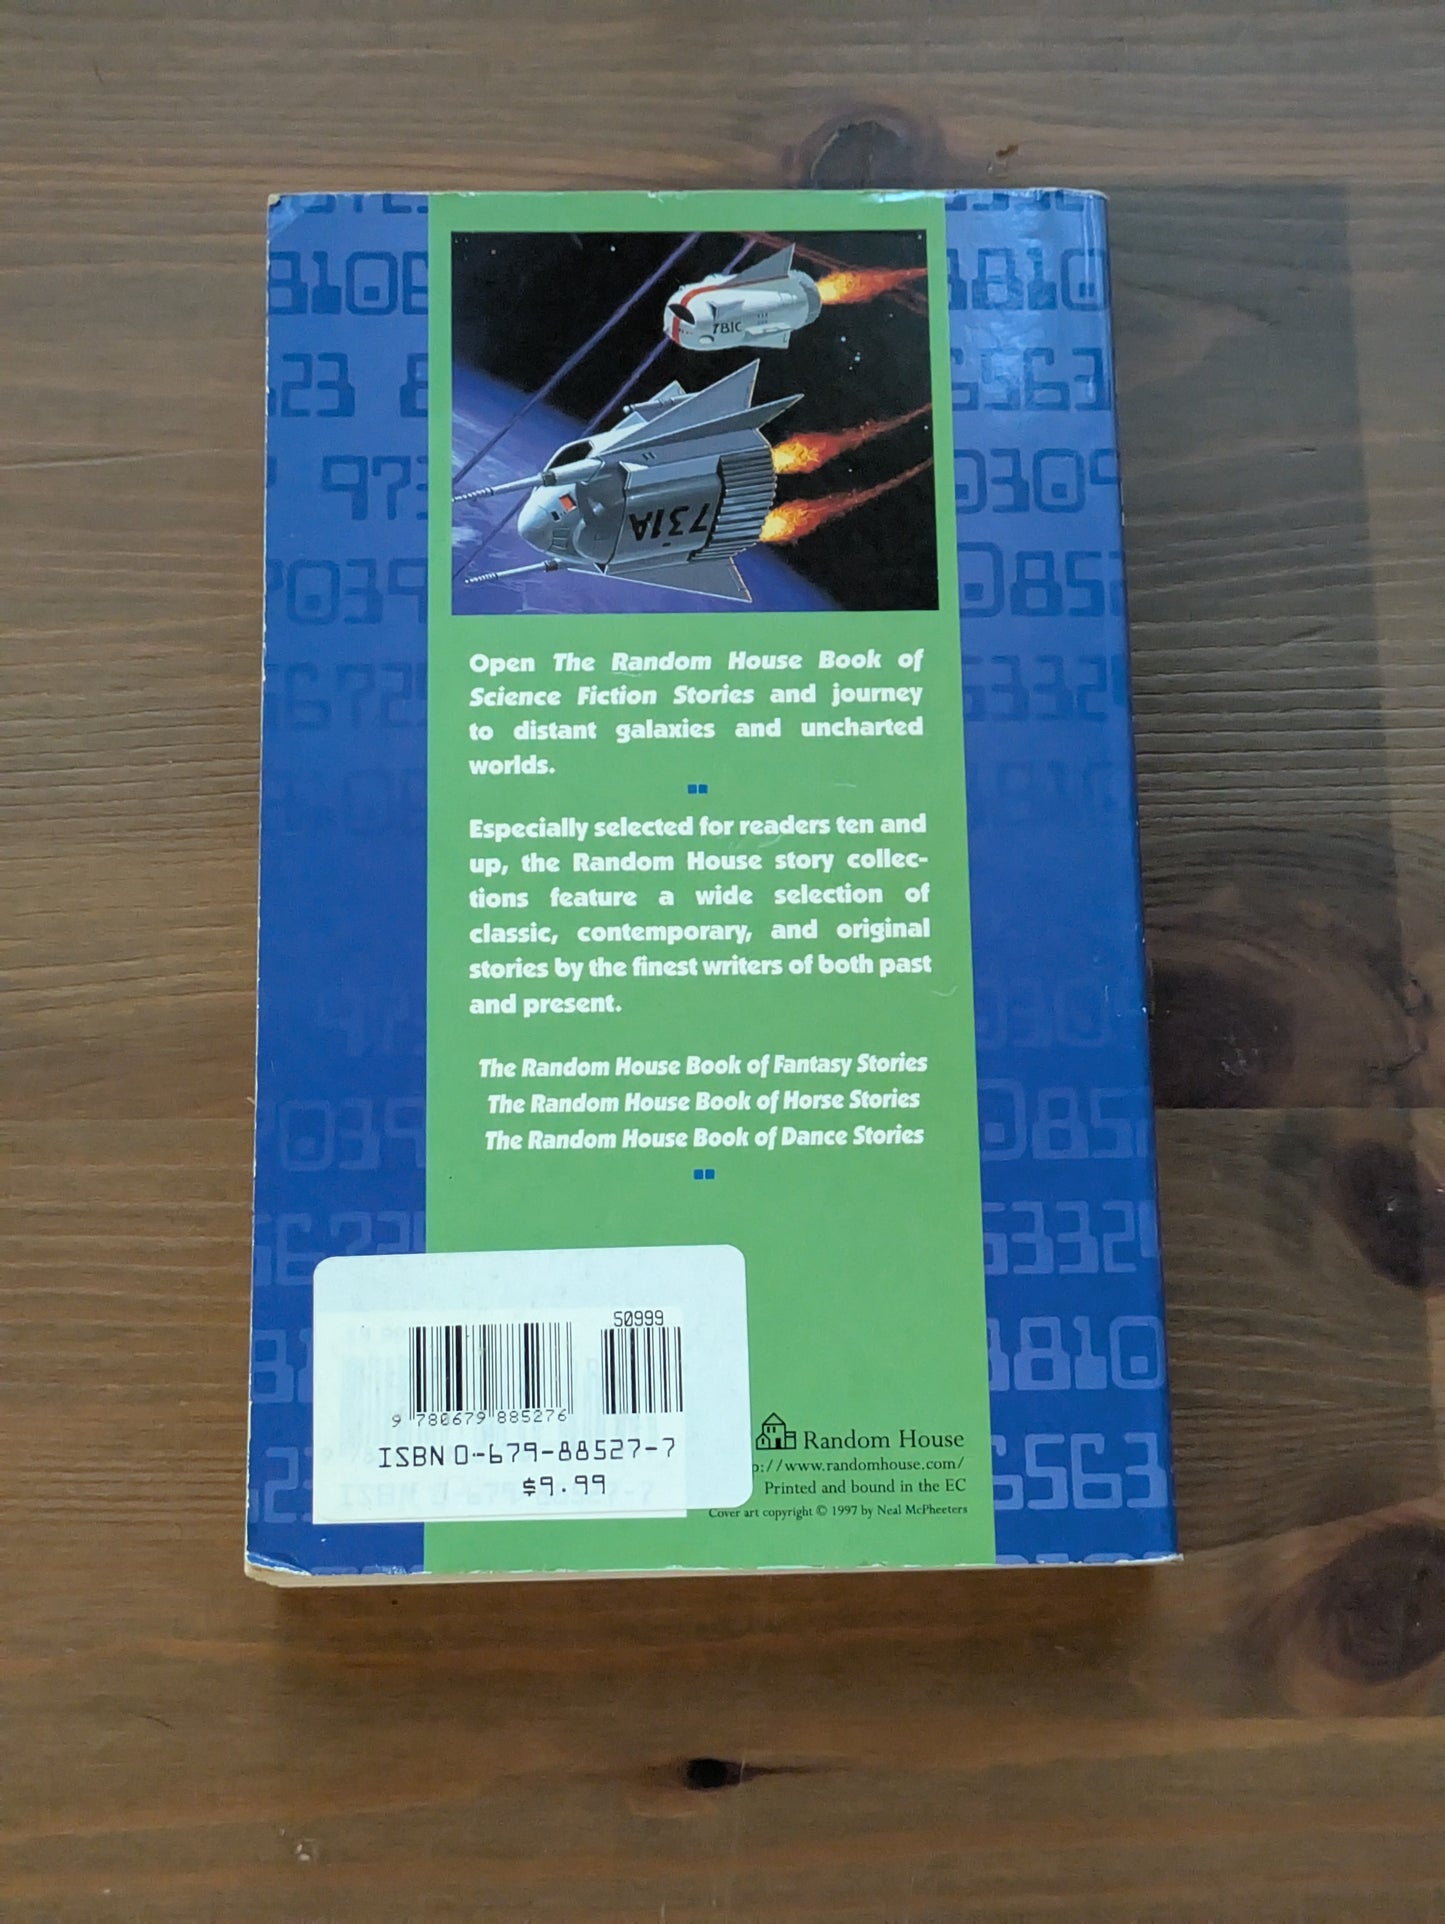 7B1C
731A
Open The Random House Book of
Science Fiction Stories and journey
to distant galaxies and uncharted
worlds.
Especially selected for readers ten and
up, the Random House story collec-
tions feature a wide selection of
classic, contemporary, and original
stories by the finest writers of both past
and present.
The Random House Book of Fantasy Stories
The Random House Book of Horse Stories
The Random House Book of Dance Stories
50999
9 780679 885276
ISBN 0-679-88527-7
$9.99
Random House
p://www.randomhouse.com/
Printed and bound in the EC
Cover art copyright © 1997 by Neal McPheeters